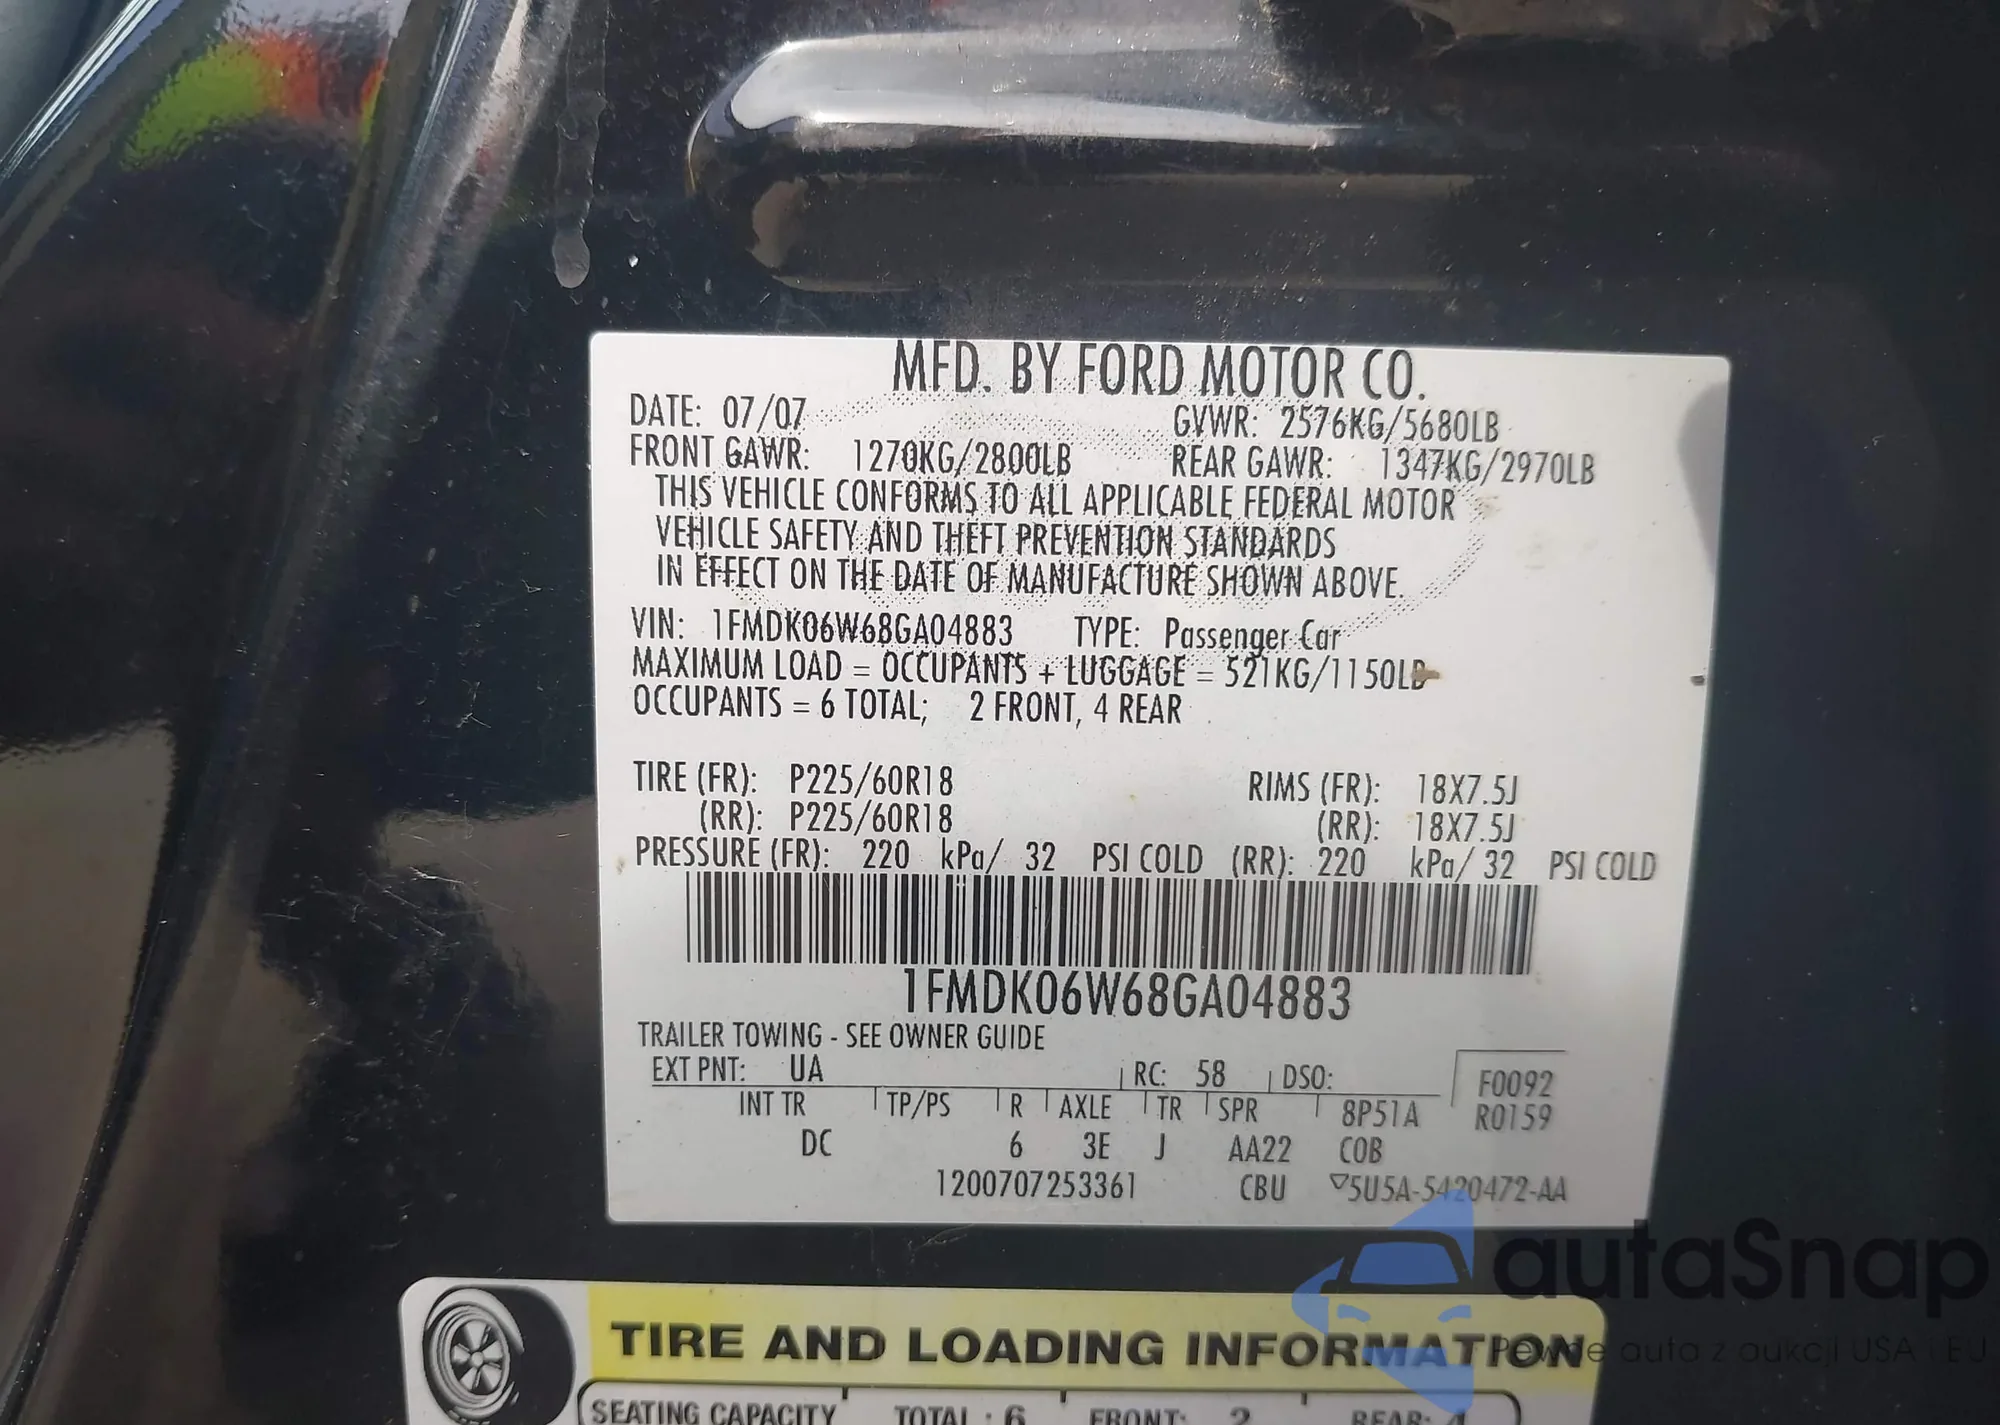 MFD. BY FORD MOTOR CO.
DATE: 07/07 GVWR: 2576KG/5680LB
FRONT GAWR: 1270KG/2800LB REAR GAWR: 1347KG/2970LB
THIS VEHICLE CONFORMS TO ALL APPLICABLE FEDERAL MOTOR
VEHICLE SAFETY AND THEFT PREVENTION STANDARDS
IN EFFECT ON THE DATE OF MANUFACTURE SHOWN ABOVE.
VIN: 1FMDK06W68GA04883 TYPE: Passenger Car
MAXIMUM LOAD = OCCUPANTS + LUGGAGE = 521KG/1150LB
OCCUPANTS = 6 TOTAL; 2 FRONT, 4 REAR
TIRE (FR): P225/60R18 RIMS (FR): 18X7.5J
(RR): P225/60R18 (RR): 18X7.5J
PRESSURE (FR): 220 kPa/ 32 PSI COLD (RR): 220 kPa/ 32 PSI COLD
1FMDK06W68GA04883
TRAILER TOWING - SEE OWNER GUIDE
EXT PNT: UA RC: 58 DSO: F0092
INT TR TP/PS R AXLE TR SPR 8P51A R0159
DC 6 3E J AA22 COB
1200707253361 CBU ▽5U5A-5420472-AA
autaSnap
TIRE AND LOADING INFORMATION
Pewne auta z aukcji USA i EU
SEATING CAPACITY TOTAL : 6 FRONT: 2 REAR: 4